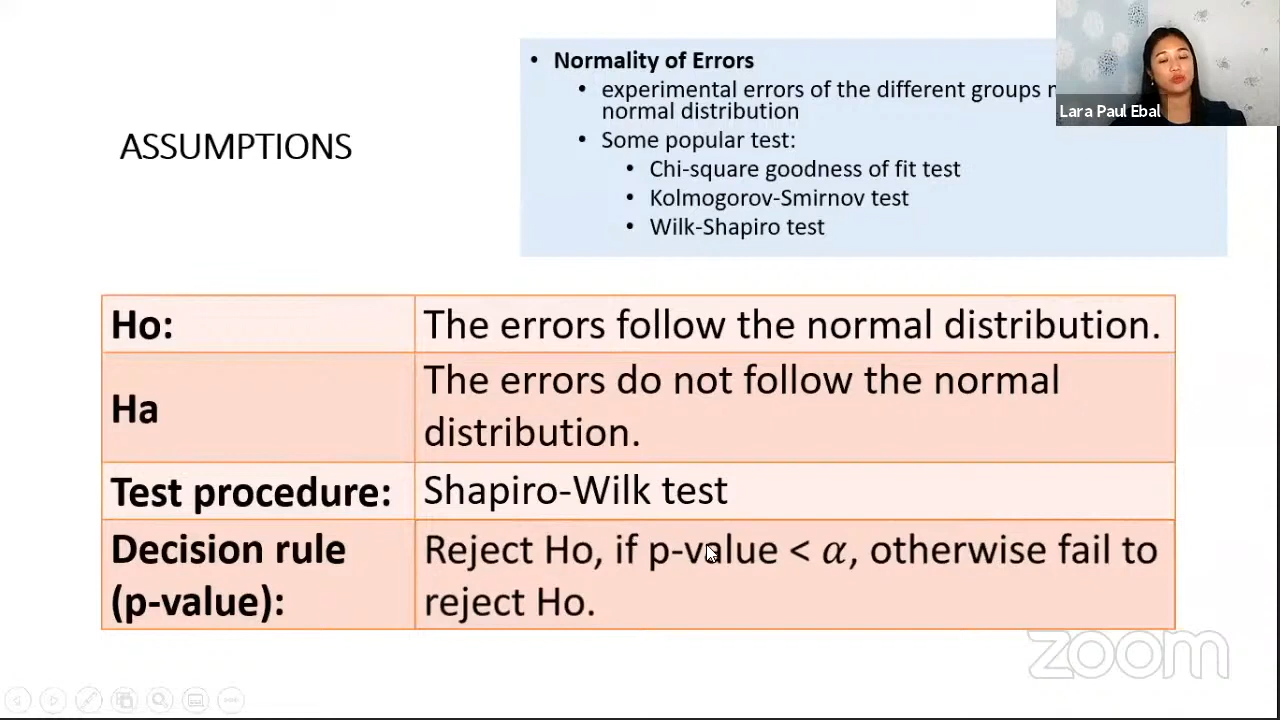 ASSUMPTIONS
• Normality of Errors
• experimental errors of the different groups
normal distribution
• Some popular test:
• Chi-square goodness of fit test
• Kolmogorov-Smirnov test
• Wilk-Shapiro test
Lara Paul Ebal
Ho:
The errors follow the normal distribution.
Ha
The errors do not follow the normal
distribution.
Test procedure:
Shapiro-Wilk test
Decision rule
(p-value):
Reject Ho, if p-value < α, otherwise fail to
reject Ho.
zoom